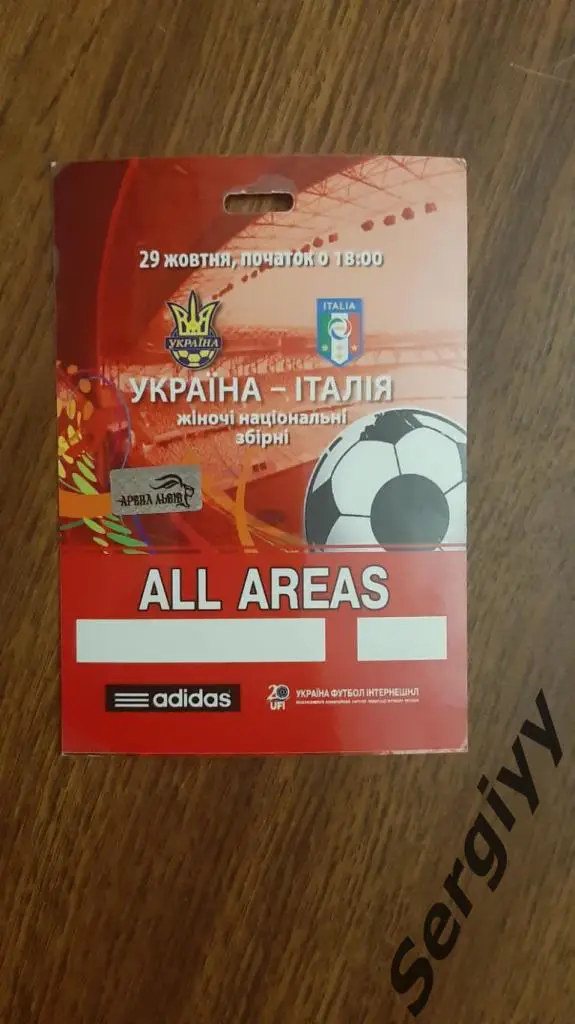 29 жовтня, початок о 18:00
УКРАЇНА
ITALIA
УКРАЇНА – ІТАЛІЯ
жіночі національні
збірні
АРЕНА ЛЬВІВ
ALL AREAS
adidas
20
UFI
УКРАЇНА ФУТБОЛ ІНТЕРНЕШНЛ
Sergivy